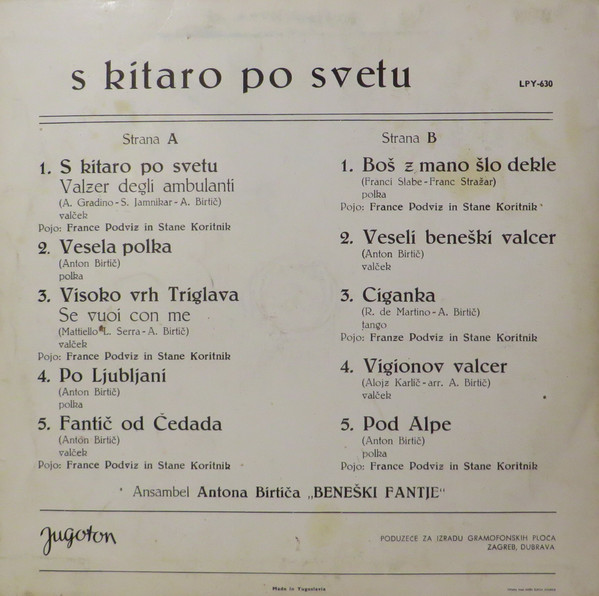 s kitaro po svetu
LPY-630
Strana A
1. S kitaro po svetu
Valzer degli ambulanti
(A. Gradino - S. Jamnikar - A. Birtič)
valček
Pojo: France Podviz in Stane Koritnik
2. Vesela polka
(Anton Birtič)
polka
3. Visoko vrh Triglava
Se vuoi con me
(Mattiello L. Serra - A. Birtič)
valček
Pojo: France Podviz in Stane Koritnik
4. Po Ljubljani
(Anton Birtič)
polka
5. Fantič od Čedada
(Antōn Birtič)
valček
Pojo: France Podviz in Stane Koritnik
Strana B
1. Boš z mano šlo dekle
(Franci Slabe - Franc Stražar)
polka
Pojo: France Podviz in Stane Koritnik
2. Veseli beneški valcer
(Anton Birtič)
valček
3. Ciganka
(R. de Martino - A. Birtič)
tango
Pojo: Franze Podviz in Stane Koritnik
4. Vigionov valcer
(Alojz Karlič - arr. A. Birtič)
valček
5. Pod Alpe
(Anton Birtič)
polka
Pojo: France Podviz in Stane Koritnik
Ansambel Antona Birtiča „BENEŠKI FANTJE“
Jugoton
PODUZEĆE ZA IZRADU GRAMOFONSKIH PLOČA
ZAGREB, DUBRAVA
Made in Yugoslavia